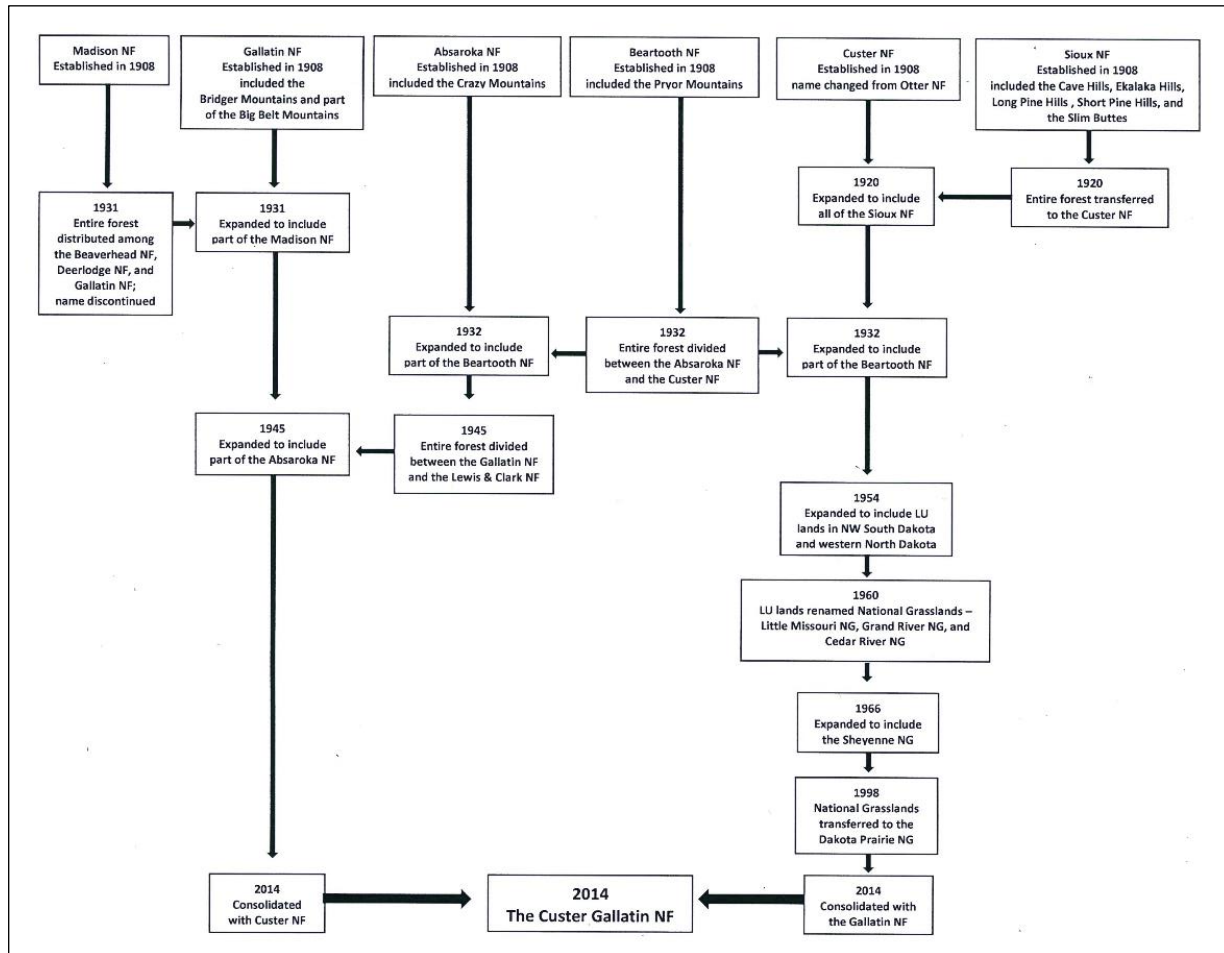 Madison NF
Established in 1908
Gallatin NF
Established in 1908
included the
Bridger Mountains and part
of the Big Belt Mountains
Absaroka NF
Established in 1908
included the Crazy Mountains
Beartooth NF
Established in 1908
included the Pryor Mountains
Custer NF
Established in 1908
name changed from Otter NF
Sioux NF
Established in 1908
included the Cave Hills, Ekalaka Hills,
Long Pine Hills , Short Pine Hills, and
the Slim Buttes
1931
Entire forest
distributed among
the Beaverhead NF,
Deerlodge NF, and
Gallatin NF;
name discontinued
1931
Expanded to include
part of the Madison NF
1920
Expanded to include
all of the Sioux NF
1920
Entire forest transferred
to the Custer NF
1932
Expanded to include
part of the Beartooth NF
1932
Entire forest divided
between the Absaroka NF
and the Custer NF
1932
Expanded to include
part of the Beartooth NF
1945
Expanded to include
part of the Absaroka NF
1945
Entire forest divided
between the Gallatin NF
and the Lewis & Clark NF
1954
Expanded to include LU
lands in NW South Dakota
and western North Dakota
1960
LU lands renamed National Grasslands –
Little Missouri NG, Grand River NG, and
Cedar River NG
1966
Expanded to include
the Sheyenne NG
1998
National Grasslands
transferred to the
Dakota Prairie NG
2014
Consolidated
with Custer NF
2014
The Custer Gallatin NF
2014
Consolidated with
the Gallatin NF